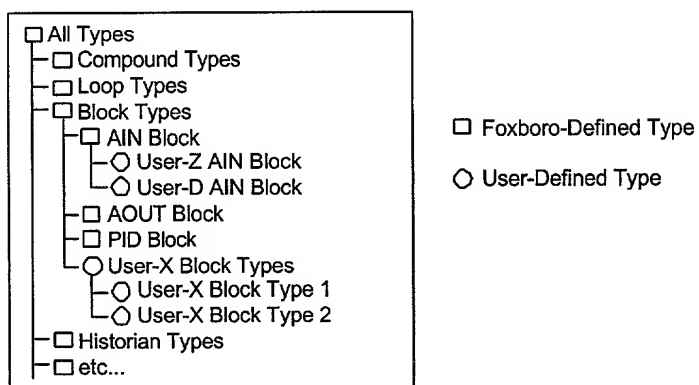 All Types
Compound Types
Loop Types
Block Types
AIN Block
User-Z AIN Block
User-D AIN Block
AOUT Block
PID Block
User-X Block Types
User-X Block Type 1
User-X Block Type 2
Historian Types
etc...
Foxboro-Defined Type
User-Defined Type